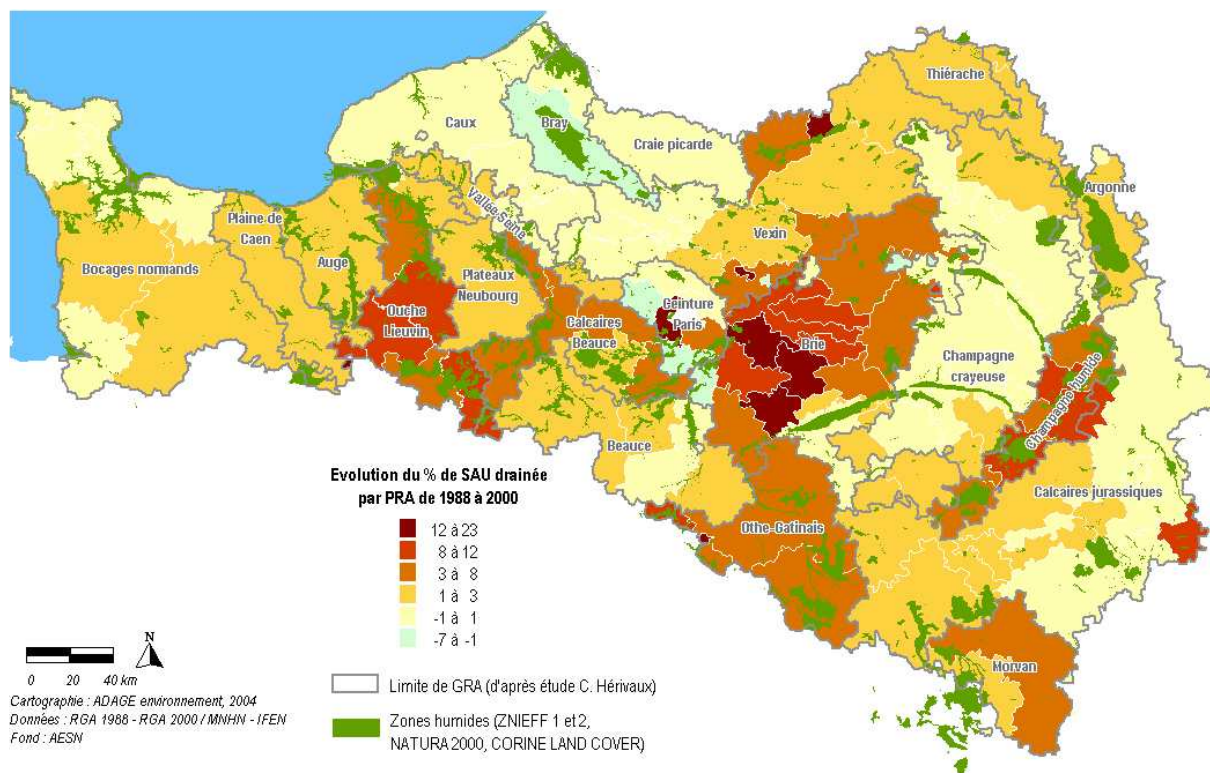 Thiérache
Caux
Bray
Craie picarde
Argonne
Vallée Seine
Plaine de
Caen
Vexin
Auge
Bocages normands
Plateaux
Neubourg
Ouche
Lieuvin
Ceinture
Paris
Calcaires
Beauce
Brie
Champagne
crayeuse
Champagne humide
Beauce
Evolution du % de SAU drainée
par PRA de 1988 à 2000
12 à 23
8 à 12
3 à 8
1 à 3
-1 à 1
-7 à -1
Calcaires jurassiques
Othe-Gatinais
Morvan
N
0 20 40 km
Cartographie : ADAGE environnement, 2004
Données : RGA 1988 - RGA 2000 / MNHN - IFEN
Fond : AESN
Limite de GRA (d'après étude C. Hérivaux)
Zones humides (ZNIEFF 1 et 2,
NATURA 2000, CORINE LAND COVER)